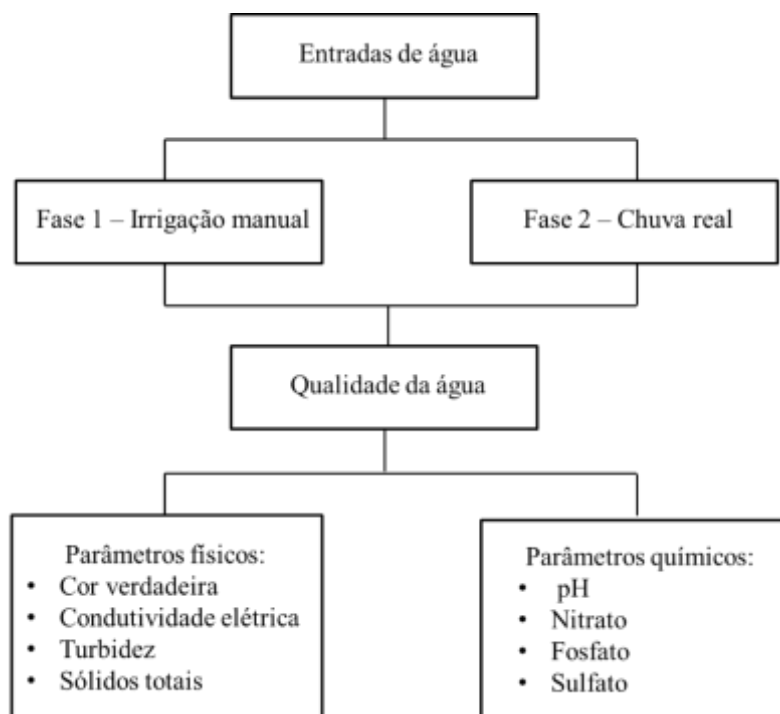 Entradas de água
Fase 1 – Irrigação manual
Fase 2 – Chuva real
Qualidade da água
Parâmetros físicos:
• Cor verdadeira
• Condutividade elétrica
• Turbidez
• Sólidos totais
Parâmetros químicos:
• pH
• Nitrato
• Fosfato
• Sulfato